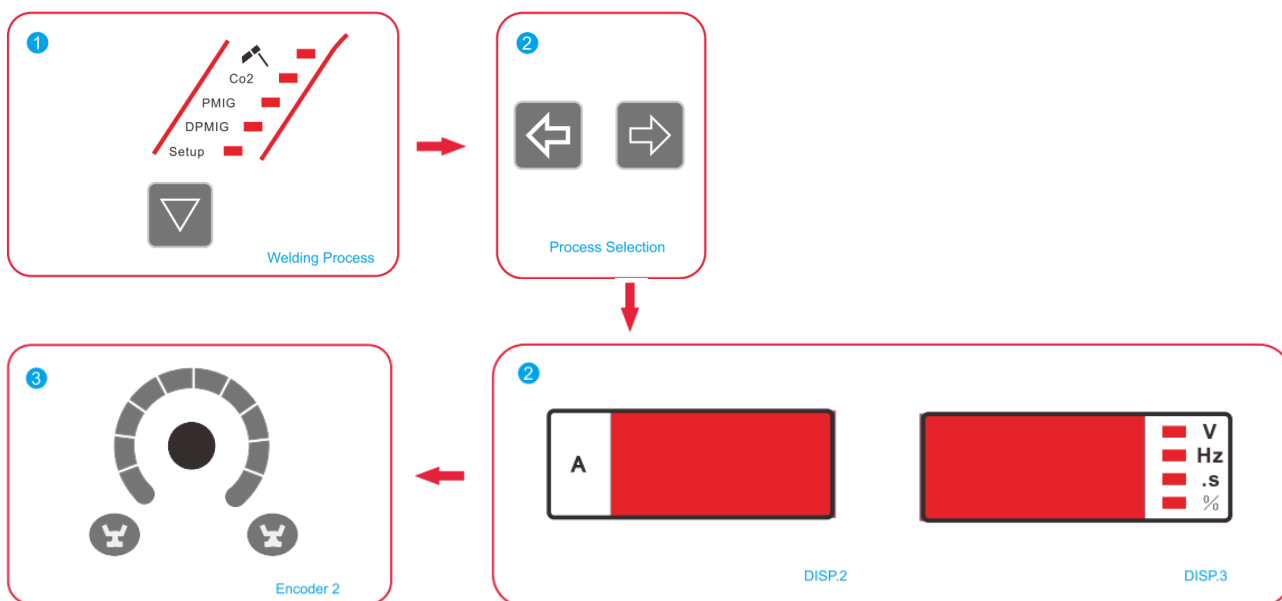 1
Co2
PMIG
DPMIG
Setup
Welding Process
2
Process Selection
3
Encoder 2
2
A
V
Hz
.s
%
DISP.2
DISP.3